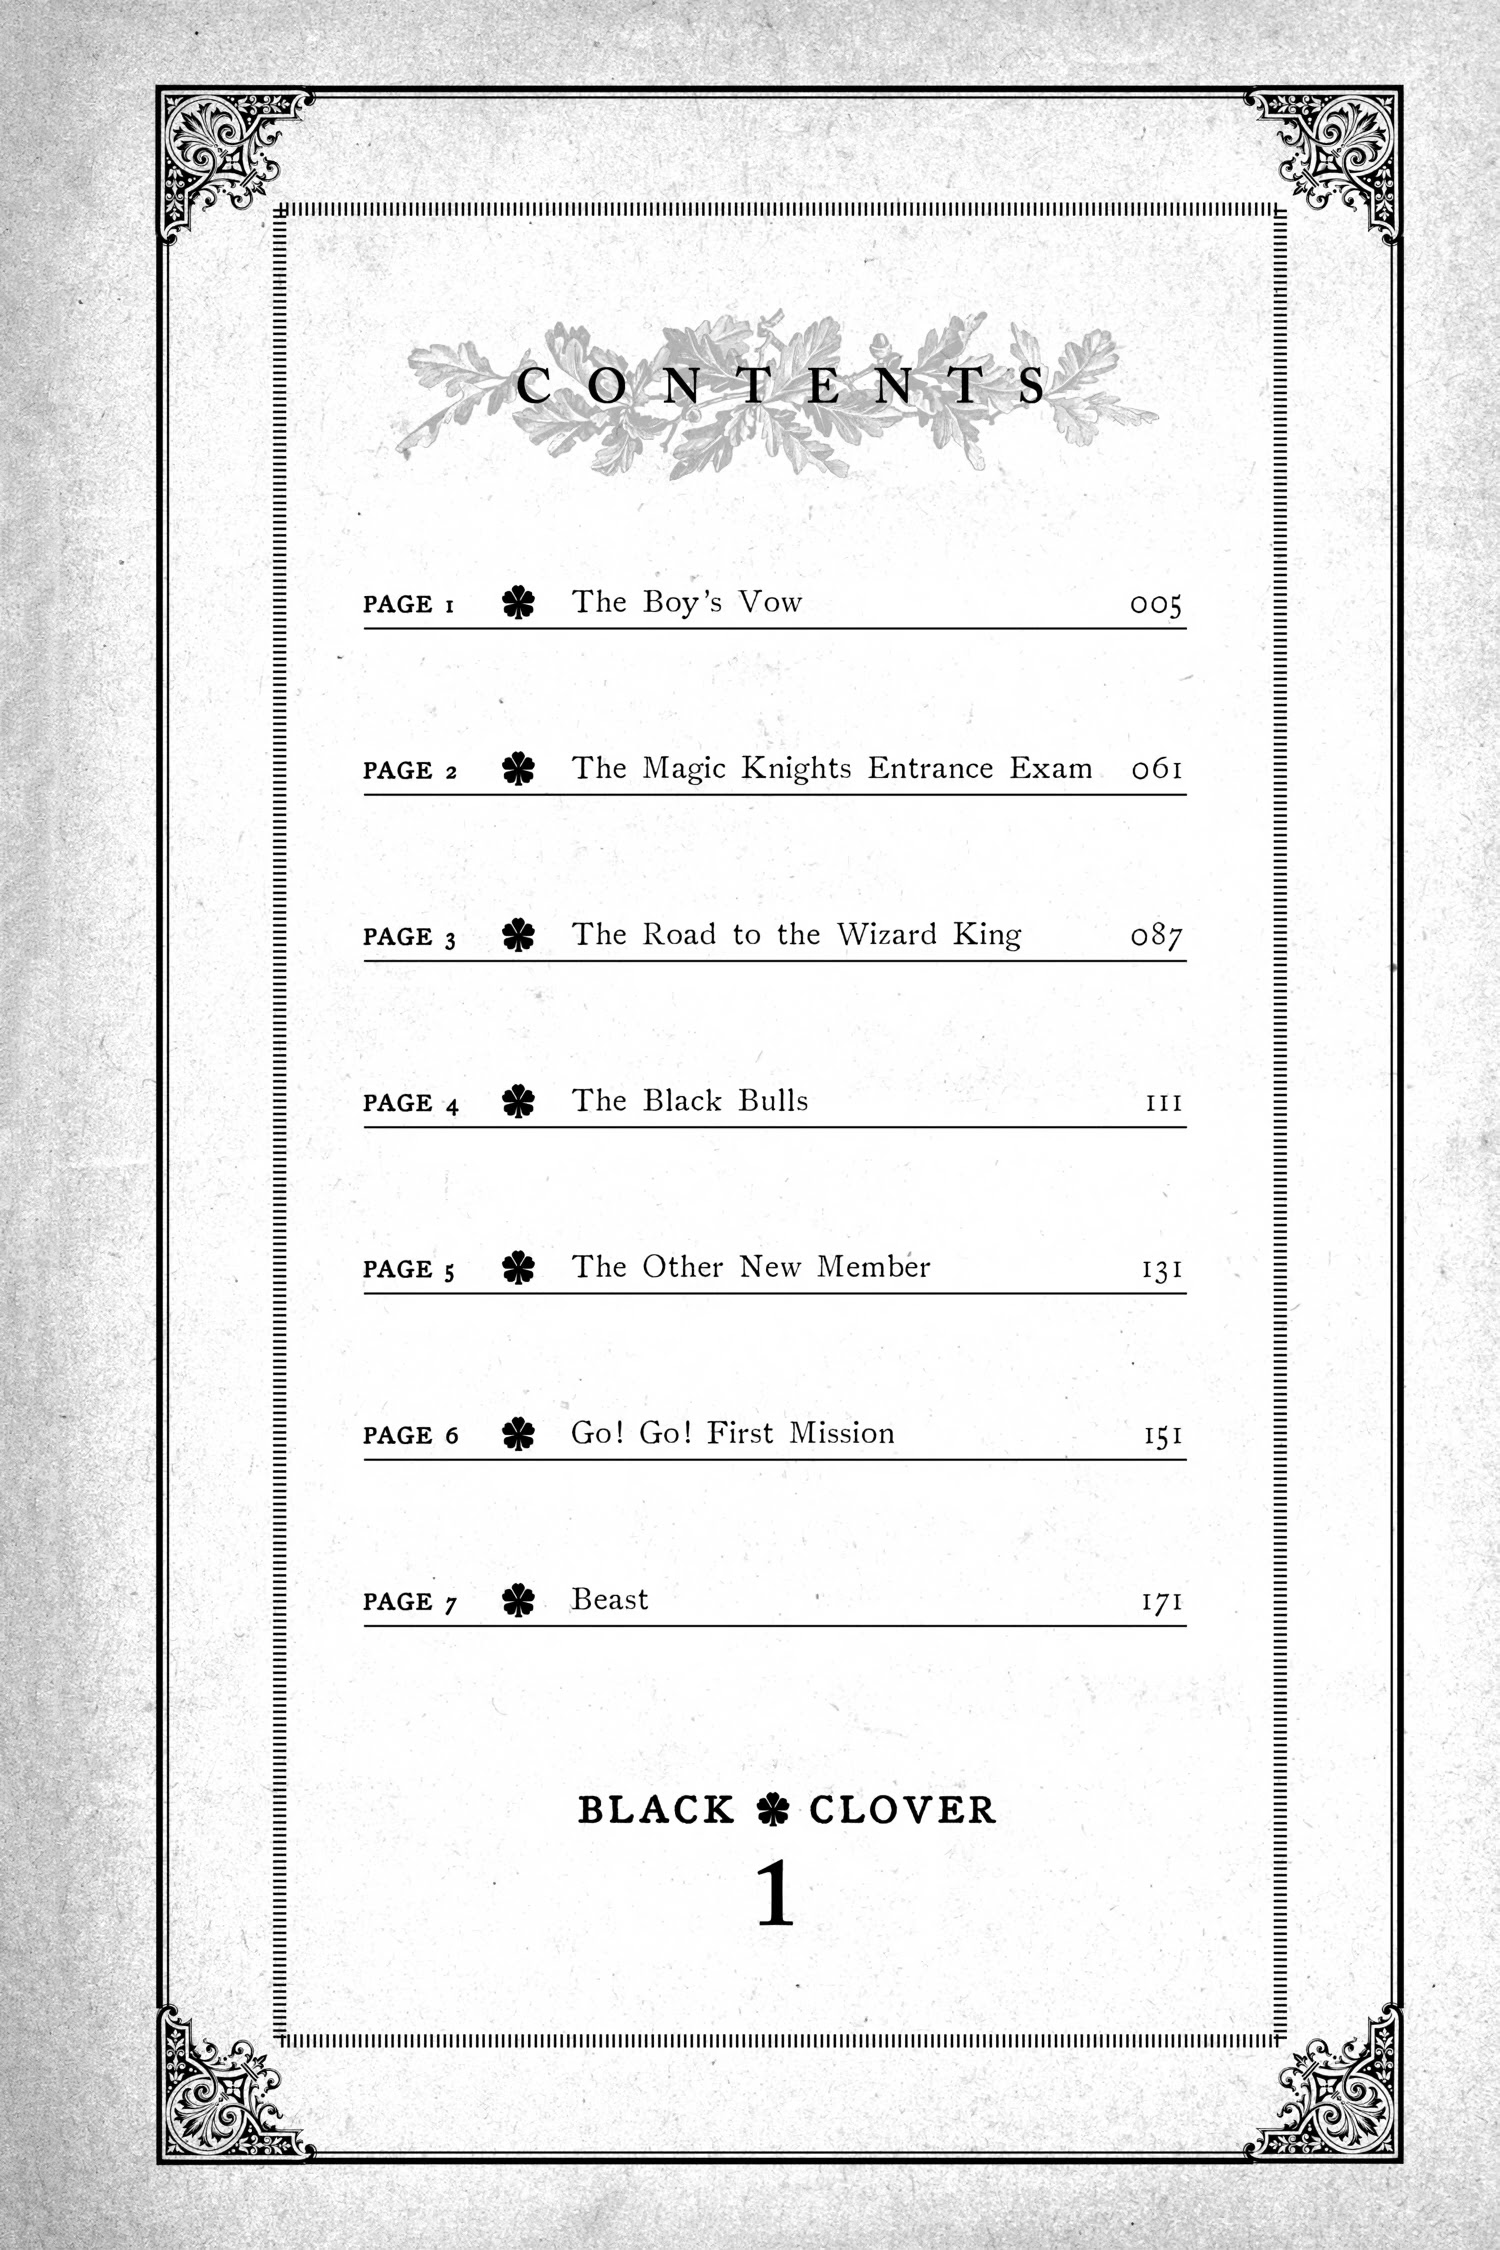 CONTENTS
PAGE 1 The Boy's Vow 005
PAGE 2 The Magic Knights Entrance Exam 061
PAGE 3 The Road to the Wizard King 087
PAGE 4 The Black Bulls 111
PAGE 5 The Other New Member 131
PAGE 6 Go! Go! First Mission 151
PAGE 7 Beast 171
BLACK CLOVER
1